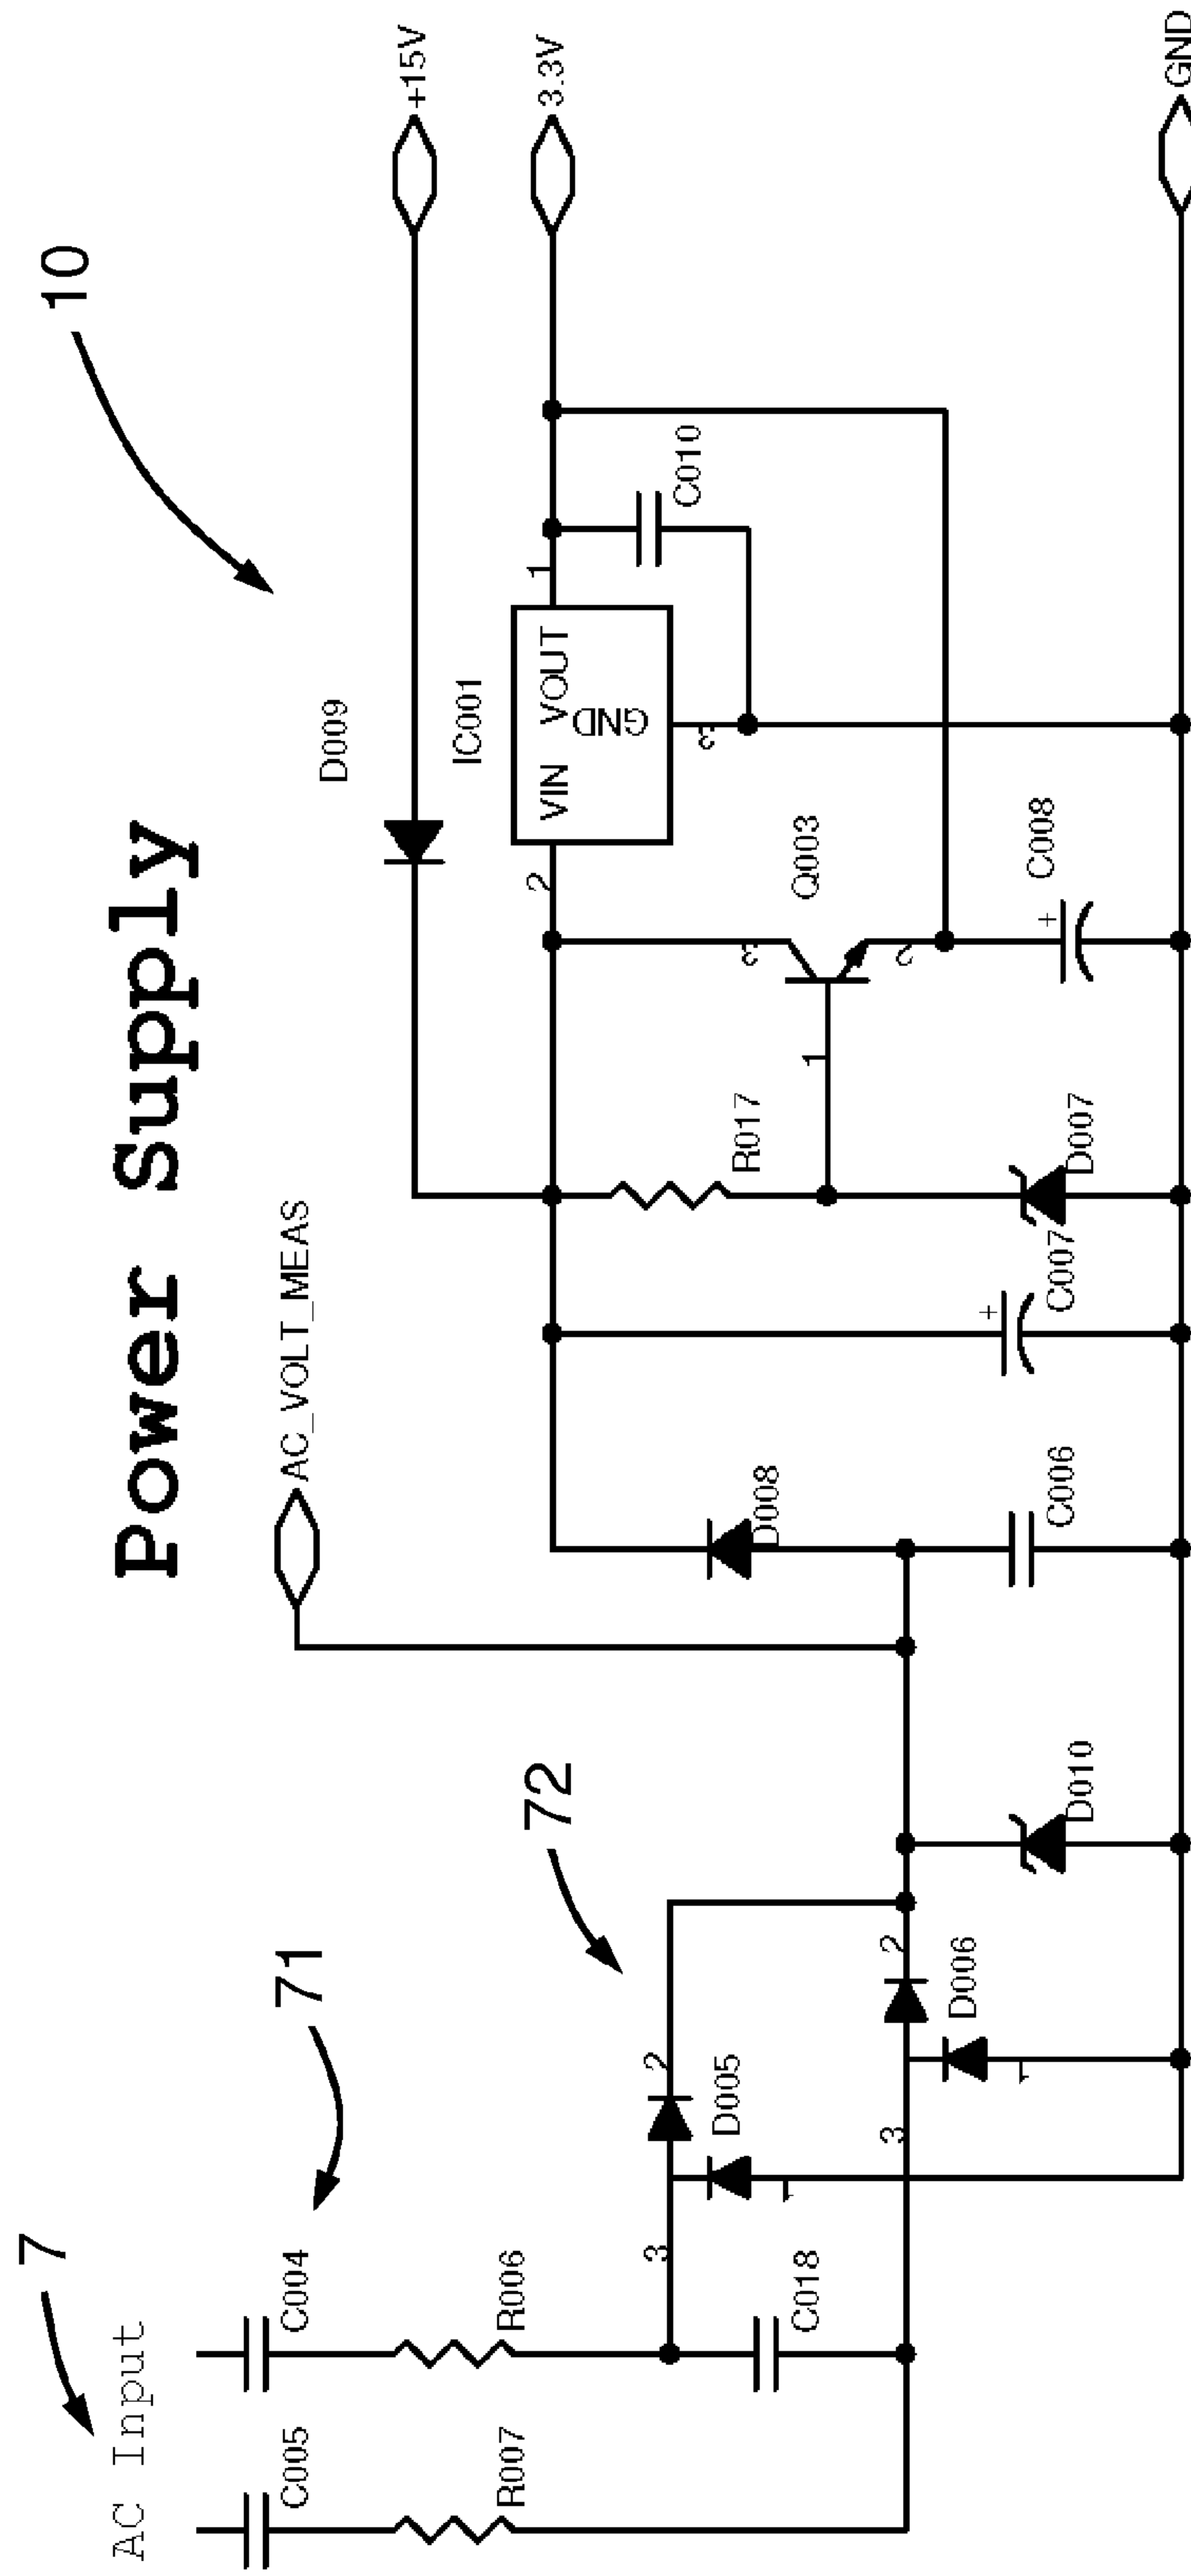 Power Supply
10
7
AC Input
71
72
AC_VOLT_MEAS
+15V
3.3V
GND
C005
C004
R007
R006
C018
3
D005
2
1
3
D006
2
1
D010
D008
C006
C007
R017
D007
1
Q003
3
2
C008
D009
IC001
2
VIN VOUT
GND
1
3
C010
+
+